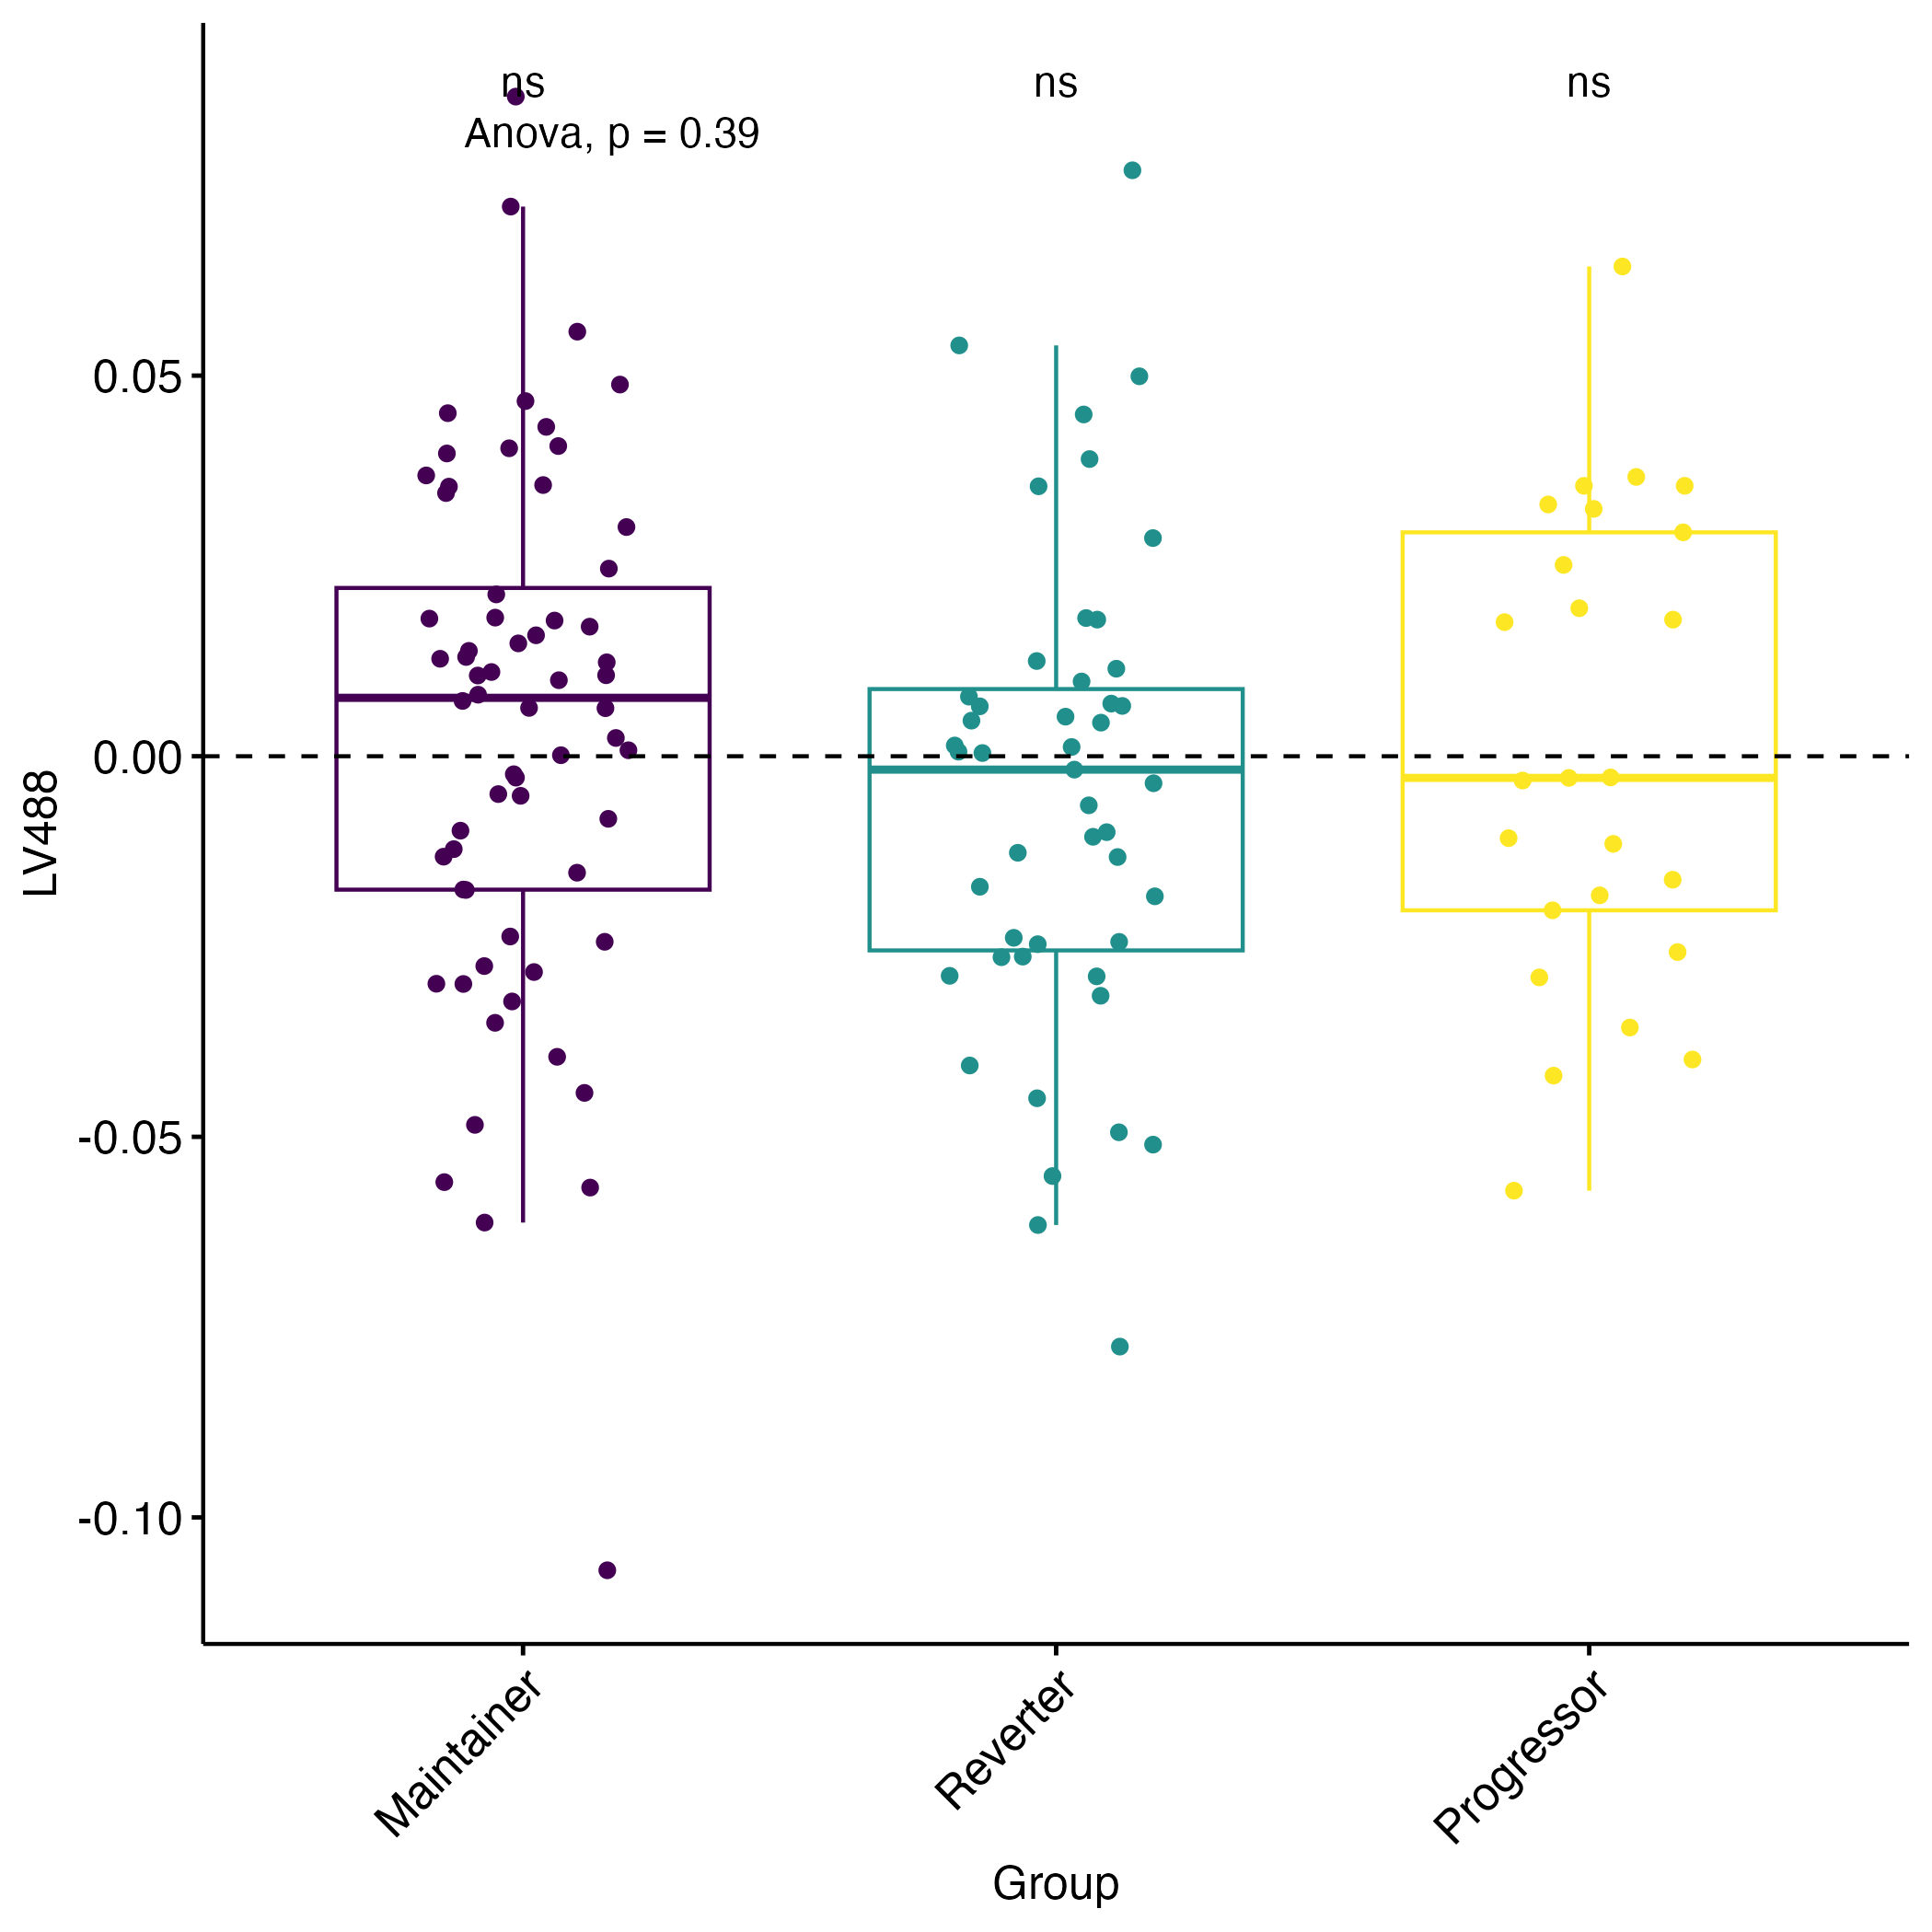 ns ns ns
Anova, p = 0.39
0.05
0.00
-0.05
-0.10
LV488
Maintainer Reverter Progressor
Group